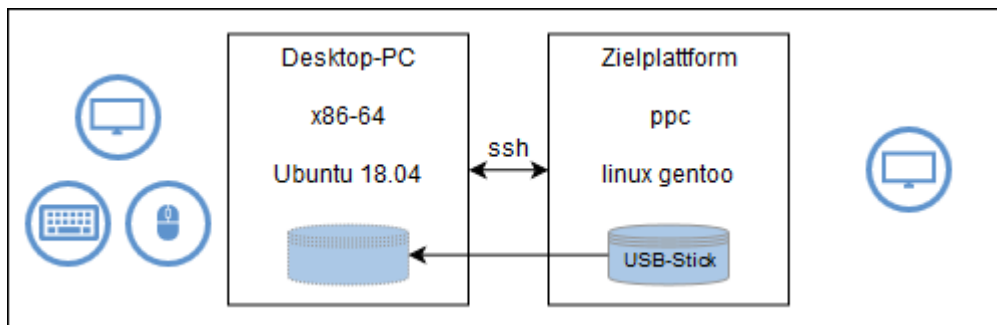 Desktop-PC
x86-64
Ubuntu 18.04
ssh
Zielplattform
ppc
linux gentoo
USB-Stick